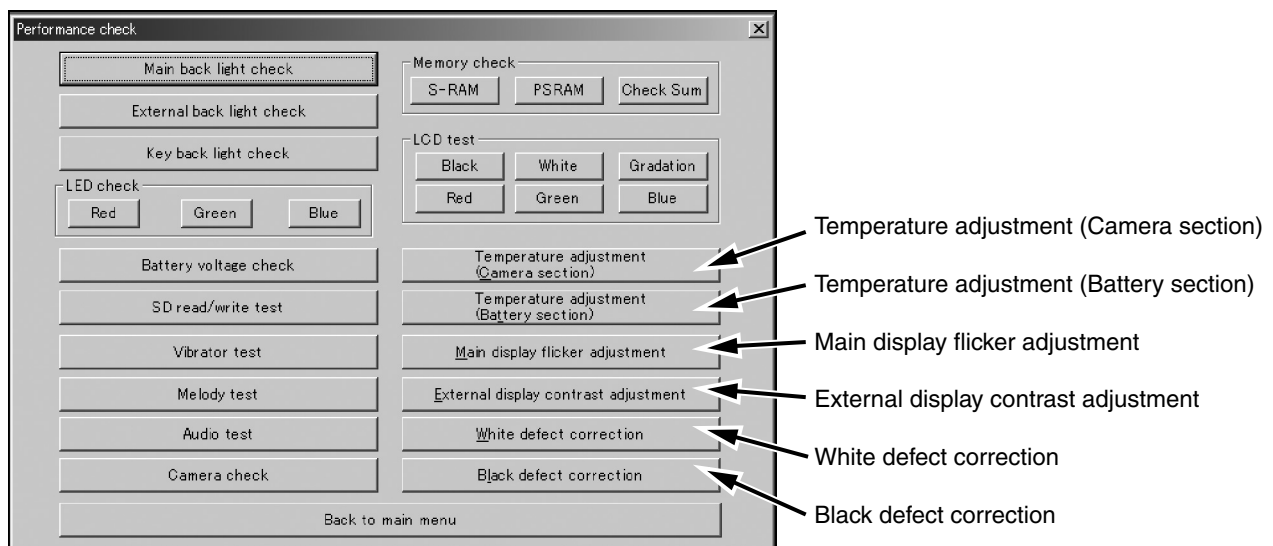 Performance check
Main back light check
External back light check
Key back light check
LED check
Red Green Blue
Battery voltage check
SD read/write test
Vibrator test
Melody test
Audio test
Camera check
Memory check
S-RAM PSRAM Check Sum
LCD test
Black White Gradation
Red Green Blue
Temperature adjustment
(Camera section)
Temperature adjustment
(Battery section)
Main display flicker adjustment
External display contrast adjustment
White defect correction
Black defect correction
Back to main menu
Temperature adjustment (Camera section)
Temperature adjustment (Battery section)
Main display flicker adjustment
External display contrast adjustment
White defect correction
Black defect correction